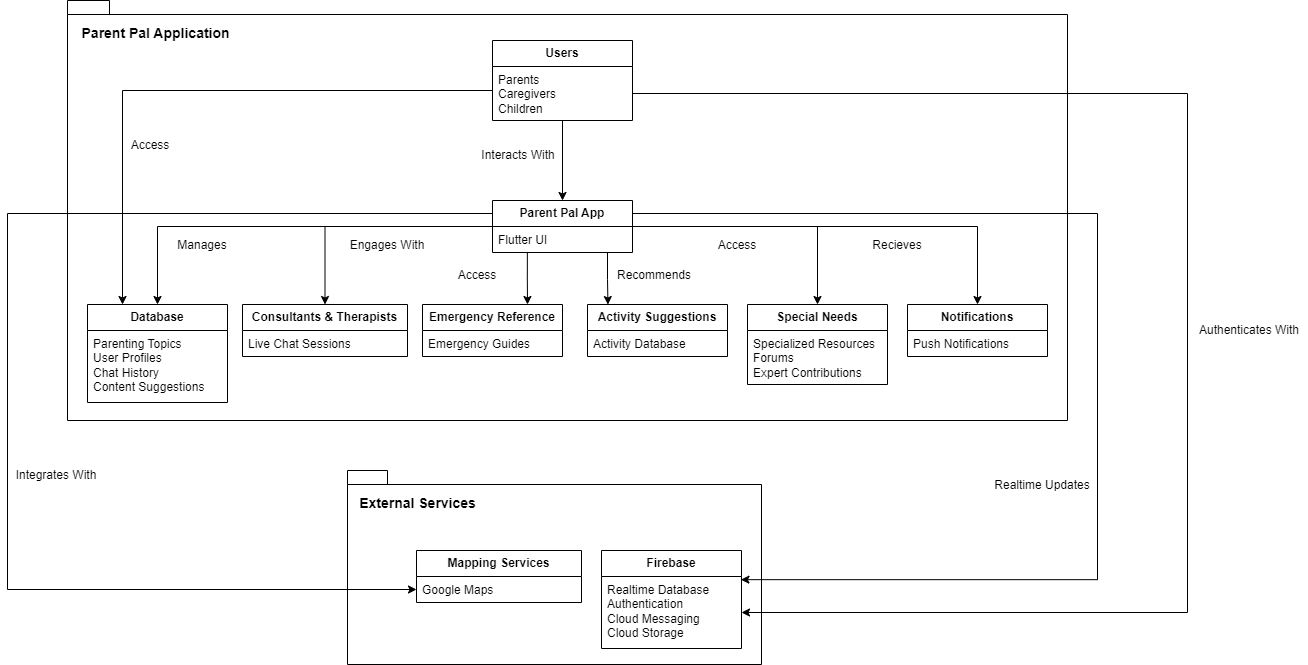 Parent Pal Application
Users
Parents
Caregivers
Children
Access
Interacts With
Parent Pal App
Flutter UI
Manages
Engages With
Access
Recieves
Access
Recommends
Database
Parenting Topics
User Profiles
Chat History
Content Suggestions
Consultants & Therapists
Live Chat Sessions
Emergency Reference
Emergency Guides
Activity Suggestions
Activity Database
Special Needs
Specialized Resources
Forums
Expert Contributions
Notifications
Push Notifications
Authenticates With
Integrates With
Realtime Updates
External Services
Mapping Services
Google Maps
Firebase
Realtime Database
Authentication
Cloud Messaging
Cloud Storage